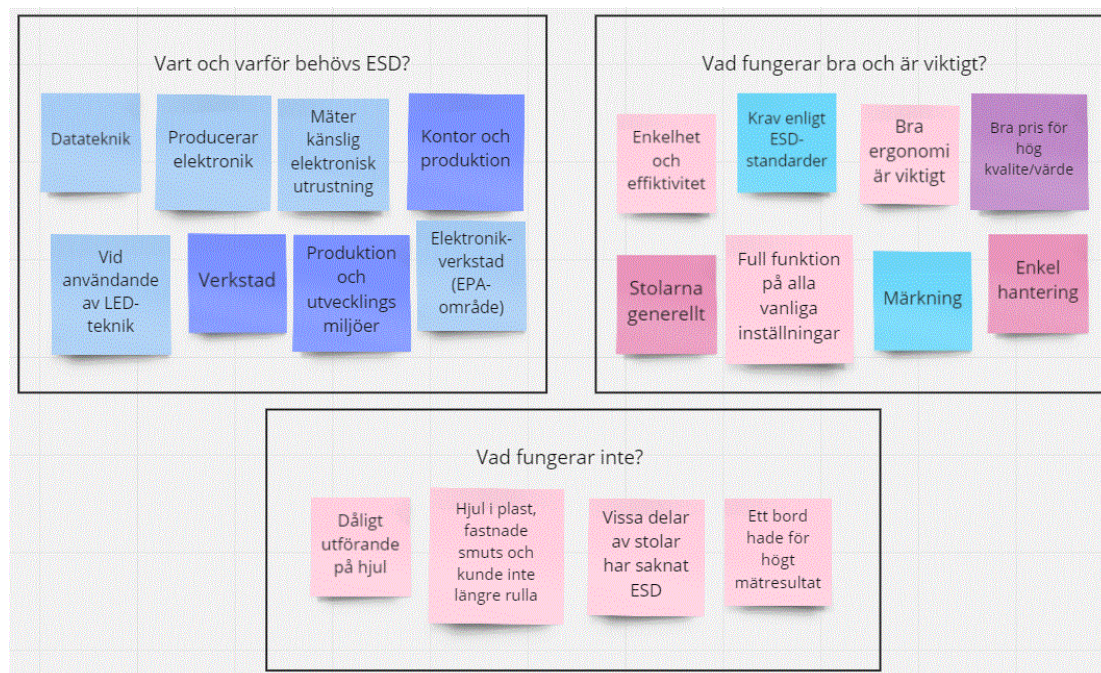 Vart och varför behövs ESD?
Datateknik
Producerar
elektronik
Mäter
känslig
elektronisk
utrustning
Kontor och
produktion
Vid
användande
av LED-
teknik
Verkstad
Produktion
och
utvecklings
miljöer
Elektronik-
verkstad
(EPA-
område)
Vad fungerar bra och är viktigt?
Enkelhet
och
effiktivitet
Krav enligt
ESD-
standarder
Bra
ergonomi
är viktigt
Bra pris för
hög
kvalite/värde
Stolarna
generellt
Full funktion
på alla
vanliga
inställningar
Märkning
Enkel
hantering
Vad fungerar inte?
Dåligt
utförande
på hjul
Hjul i plast,
fastnade
smuts och
kunde inte
längre rulla
Vissa delar
av stolar
har saknat
ESD
Ett bord
hade för
högt
mätresultat